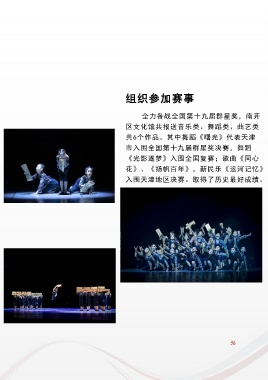 组织参加赛事
全力备战全国第十九届群星奖，南开
区文化馆共报送音乐类、舞蹈类、曲艺类
共6个作品。其中舞蹈《曙光》代表天津
市入围全国第十九届群星奖决赛，群舞
《光影逐梦》入围全国复赛；歌曲《同心
花》、《扬帆百年》，新民乐《运河记忆》
入围天津地区决赛。取得了历史最好成绩。
56